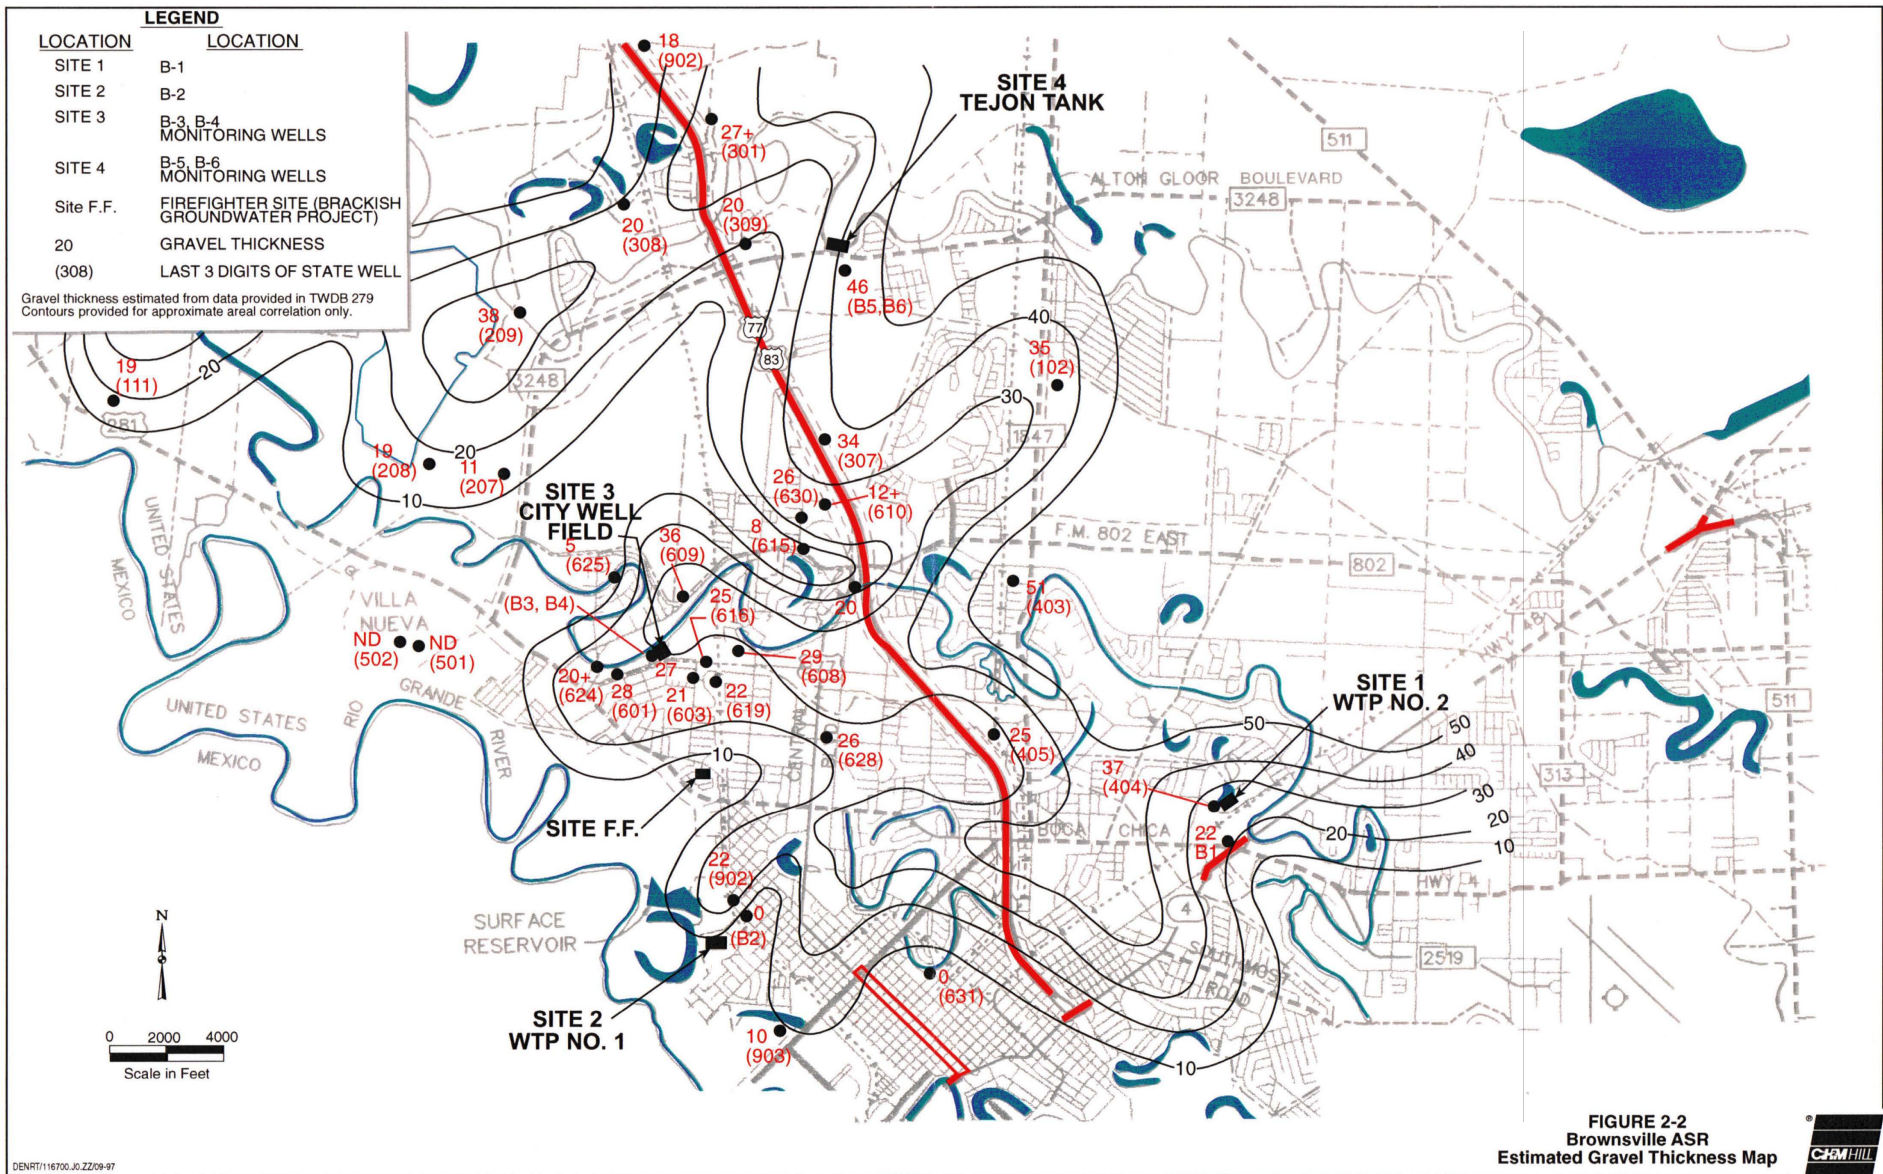 LEGEND
LOCATION LOCATION
SITE 1 B-1
SITE 2 B-2
SITE 3 B-3, B-4
MONITORING WELLS
SITE 4 B-5, B-6
MONITORING WELLS
Site F.F. FIREFIGHTER SITE (BRACKISH
GROUNDWATER PROJECT)
20 GRAVEL THICKNESS
(308) LAST 3 DIGITS OF STATE WELL
Gravel thickness estimated from data provided in TWDB 279
Contours provided for approximate areal correlation only.
18
(902)
27+
(301)
SITE 4
TEJON TANK
511
ALTON GLOOR BOULEVARD
3248
20
(308)
20
(309)
46
(B5,B6)
38
(209)
77
83
40
35
(102)
30
1847
19
(111)
20
3248
281
19
(208)
20
11
(207)
10
34
(307)
26
(630)
12+
(610)
8
(615)
SITE 3
CITY WELL
FIELD
5
(625)
36
(609)
F.M. 802 EAST
802
UNITED STATES
MEXICO
VILLA
NUEVA
(B3, B4)
25
(616)
20
51
(403)
HWY 48
ND
(502)
ND
(501)
20+
(624)
28
(601)
27
21
(603)
22
(619)
29
(608)
GRANDE
RIO
RIVER
UNITED STATES
MEXICO
CENTRAL
BLVD
26
(628)
10
25
(405)
SITE 1
WTP NO. 2
511
50
50
40
30
20
10
37
(404)
313
SITE F.F.
BOCA CHICA
22
B1
20
HWY 4
22
(902)
0
(B2)
SURFACE
RESERVOIR
4
SOUTHMOST
ROAD
2519
0
(631)
SITE 2
WTP NO. 1
10
(903)
10
N
0 2000 4000
Scale in Feet
FIGURE 2-2
Brownsville ASR
Estimated Gravel Thickness Map
®
CH2M HILL
DENRT/116700.J0.ZZ/09-97